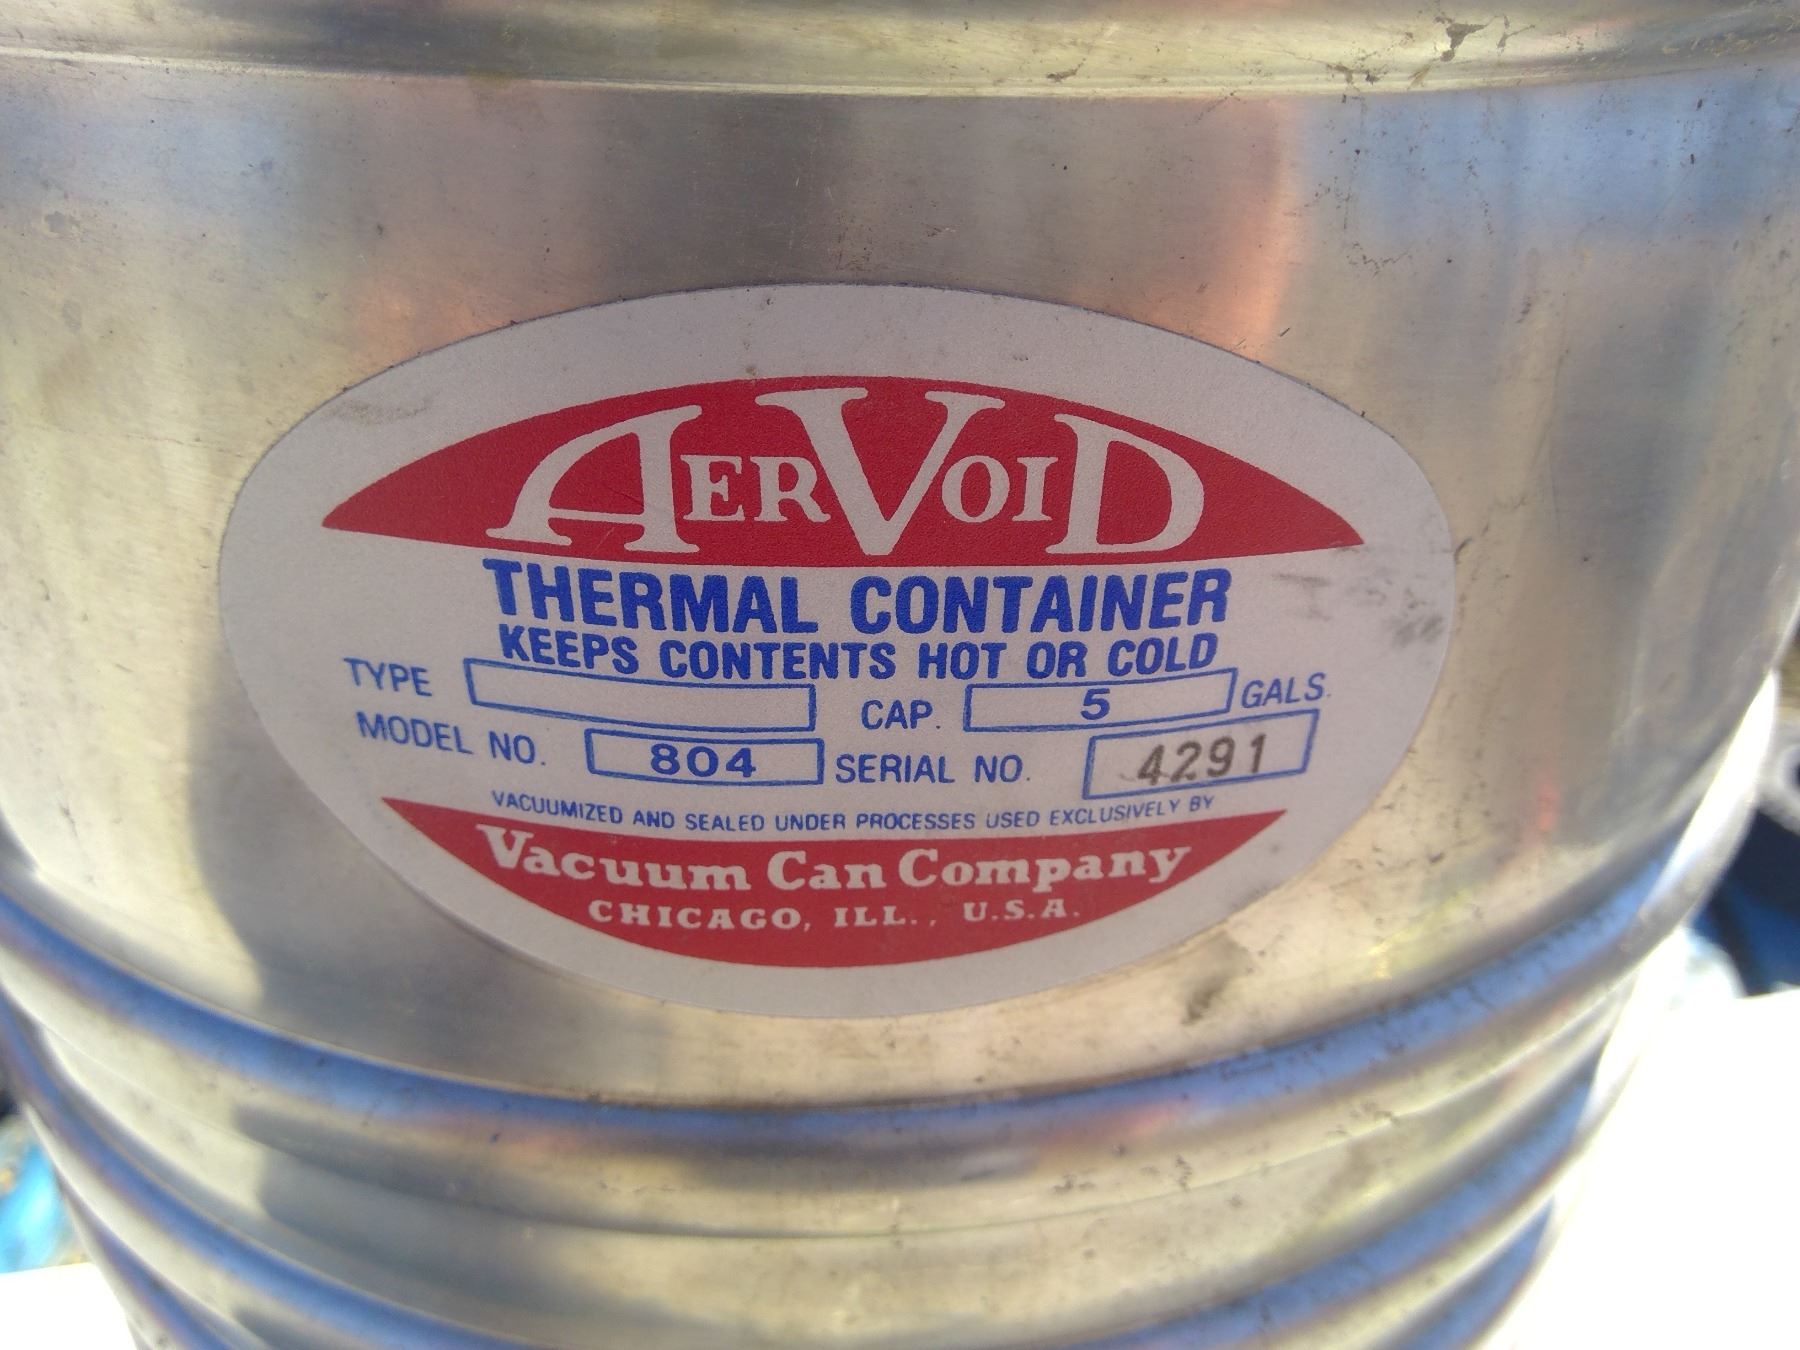 AERVOID
THERMAL CONTAINER
KEEPS CONTENTS HOT OR COLD
TYPE CAP. 5 GALS.
MODEL NO. 804 SERIAL NO. 4291
VACUUMIZED AND SEALED UNDER PROCESSES USED EXCLUSIVELY BY
Vacuum Can Company
CHICAGO, ILL., U.S.A.